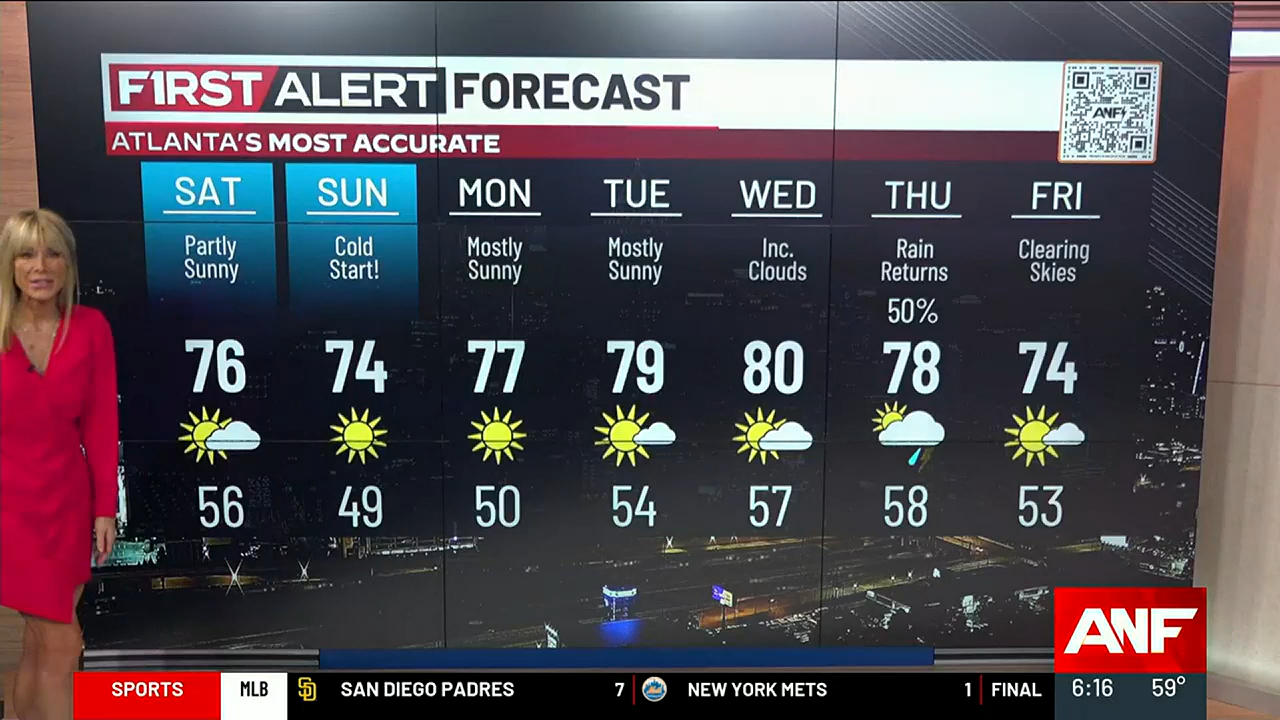 F1RST ALERT FORECAST
ANF
ATLANTA'S MOST ACCURATE
SAT SUN MON TUE WED THU FRI
Partly Sunny
Cold Start!
Mostly Sunny
Mostly Sunny
Inc. Clouds
Rain Returns
Clearing Skies
50%
76 74 77 79 80 78 74
56 49 50 54 57 58 53
ANF
SPORTS MLB SD SAN DIEGO PADRES 7 NEW YORK METS 1 FINAL 6:16 59°